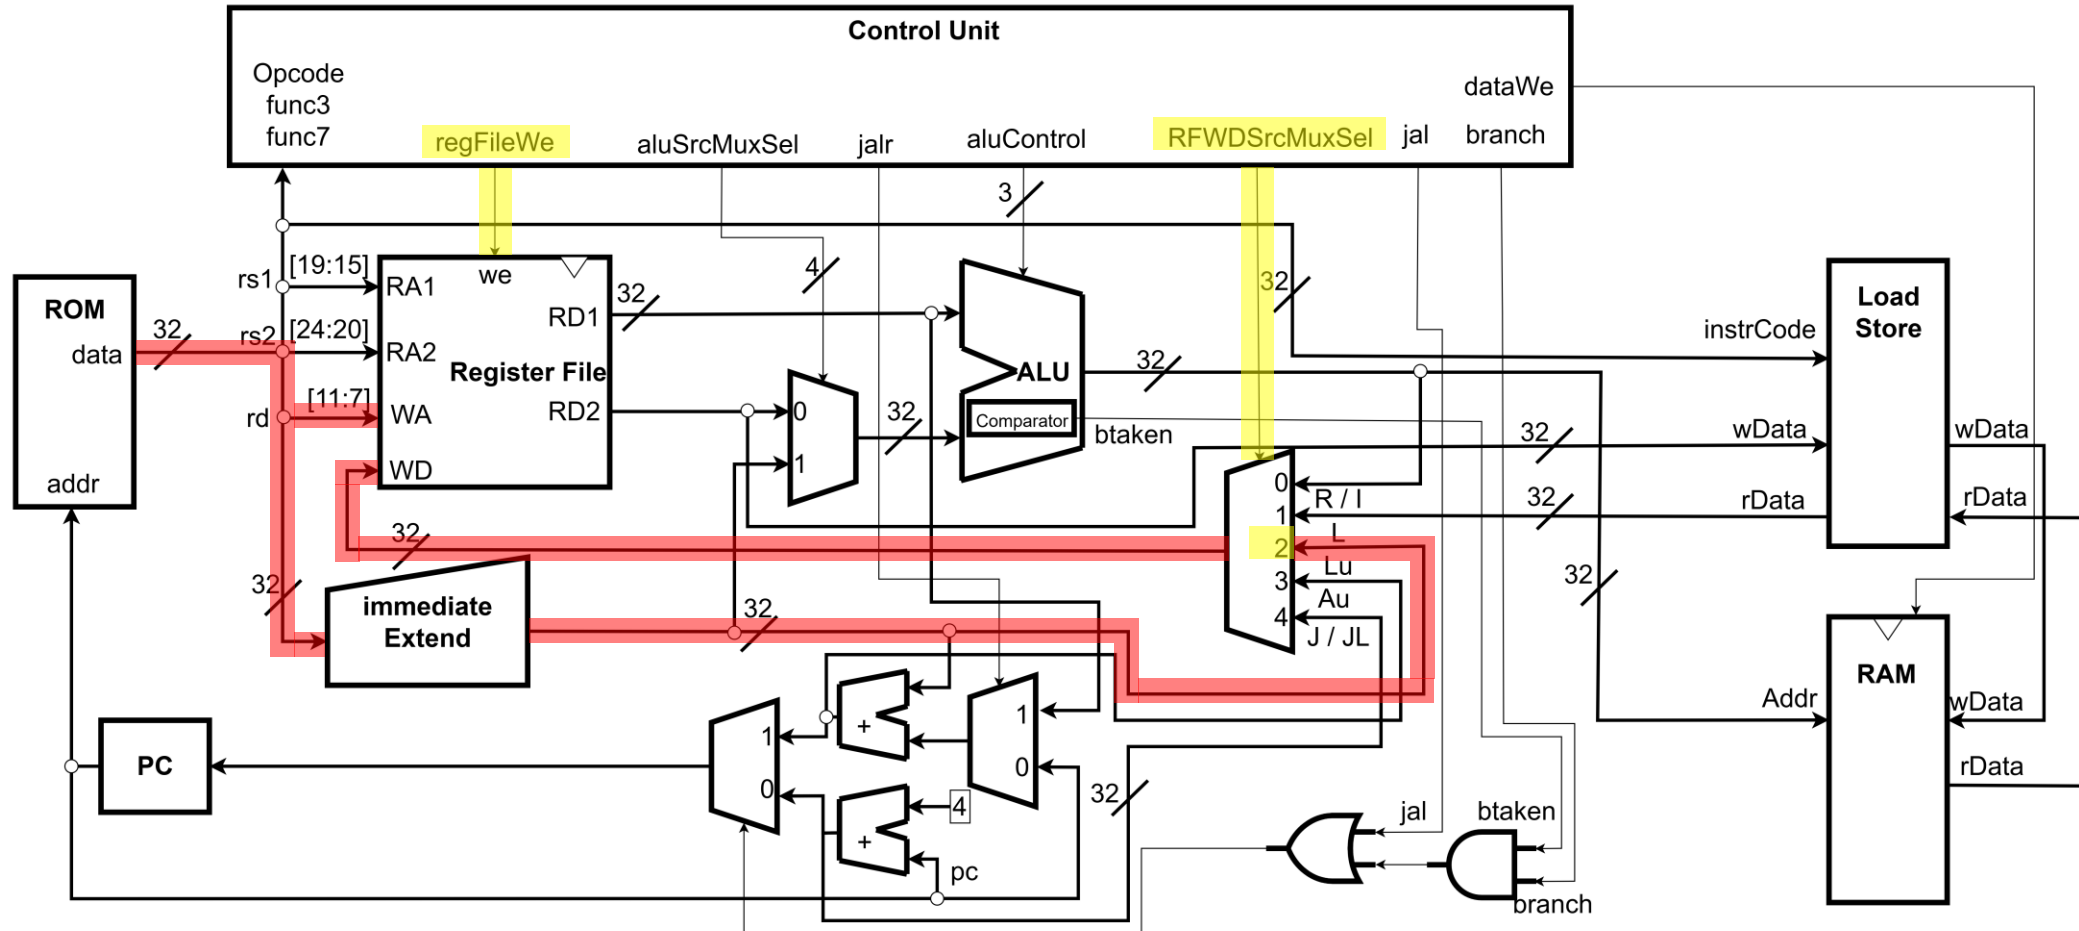 Control Unit
Opcode
func3
func7
regFileWe
aluSrcMuxSel
jalr
aluControl
RFWDSrcMuxSel
jal
branch
dataWe
3
rs1
[19:15]
RA1
we
32
RD1
4
32
ROM
data
addr
32
rs2
[24:20]
RA2
Register File
rd
[11:7]
WA
RD2
WD
0
1
32
ALU
Comparator
btaken
32
instrCode
Load
Store
32
wData
wData
0
R / I
1
32
rData
rData
2
L
3
Lu
Au
4
J / JL
32
32
32
immediate
Extend
32
RAM
Addr
wData
rData
PC
1
0
+
+
4
pc
1
0
32
jal
btaken
branch